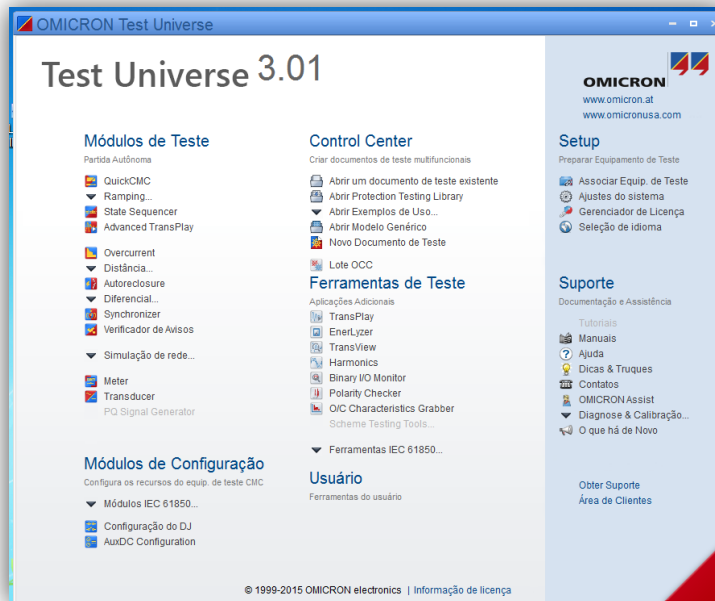 OMICRON Test Universe
Test Universe 3.01
OMICRON
www.omicron.at
www.omicronusa.com
Módulos de Teste
Partida Autônoma
QuickCMC
Ramping...
State Sequencer
Advanced TransPlay
Overcurrent
Distância...
Autoreclosure
Diferencial...
Synchronizer
Verificador de Avisos
Simulação de rede...
Meter
Transducer
PQ Signal Generator
Módulos de Configuração
Configura os recursos do equip. de teste CMC
Módulos IEC 61850...
Configuração do DJ
AuxDC Configuration
Control Center
Criar documentos de teste multifuncionais
Abrir um documento de teste existente
Abrir Protection Testing Library
Abrir Exemplos de Uso...
Abrir Modelo Genérico
Novo Documento de Teste
Lote OCC
Ferramentas de Teste
Aplicações Adicionais
TransPlay
EnerLyzer
TransView
Harmonics
Binary I/O Monitor
Polarity Checker
O/C Characteristics Grabber
Scheme Testing Tools...
Ferramentas IEC 61850...
Usuário
Ferramentas do usuário
Setup
Preparar Equipamento de Teste
Associar Equip. de Teste
Ajustes do sistema
Gerenciador de Licença
Seleção de idioma
Suporte
Documentação e Assistência
Tutoriais
Manuais
Ajuda
Dicas & Truques
Contatos
OMICRON Assist
Diagnose & Calibração...
O que há de Novo
Obter Suporte
Área de Clientes
© 1999-2015 OMICRON electronics | Informação de licença